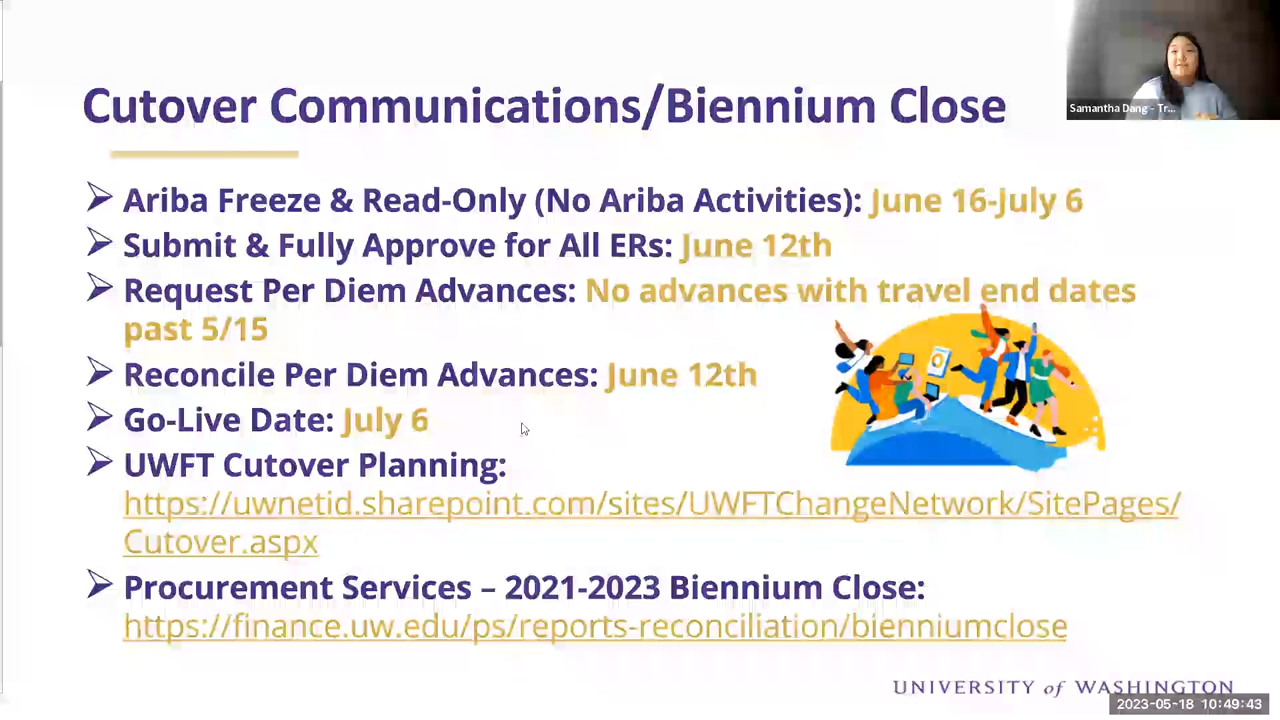 Samantha Dang - Tr...
Cutover Communications/Biennium Close
Ariba Freeze & Read-Only (No Ariba Activities): June 16-July 6
Submit & Fully Approve for All ERs: June 12th
Request Per Diem Advances: No advances with travel end dates
past 5/15
Reconcile Per Diem Advances: June 12th
Go-Live Date: July 6
UWFT Cutover Planning:
https://uwnetid.sharepoint.com/sites/UWFTChangeNetwork/SitePages/
Cutover.aspx
Procurement Services – 2021-2023 Biennium Close:
https://finance.uw.edu/ps/reports-reconciliation/bienniumclose
UNIVERSITY of WASHINGTON
2023-05-18 10:49:43